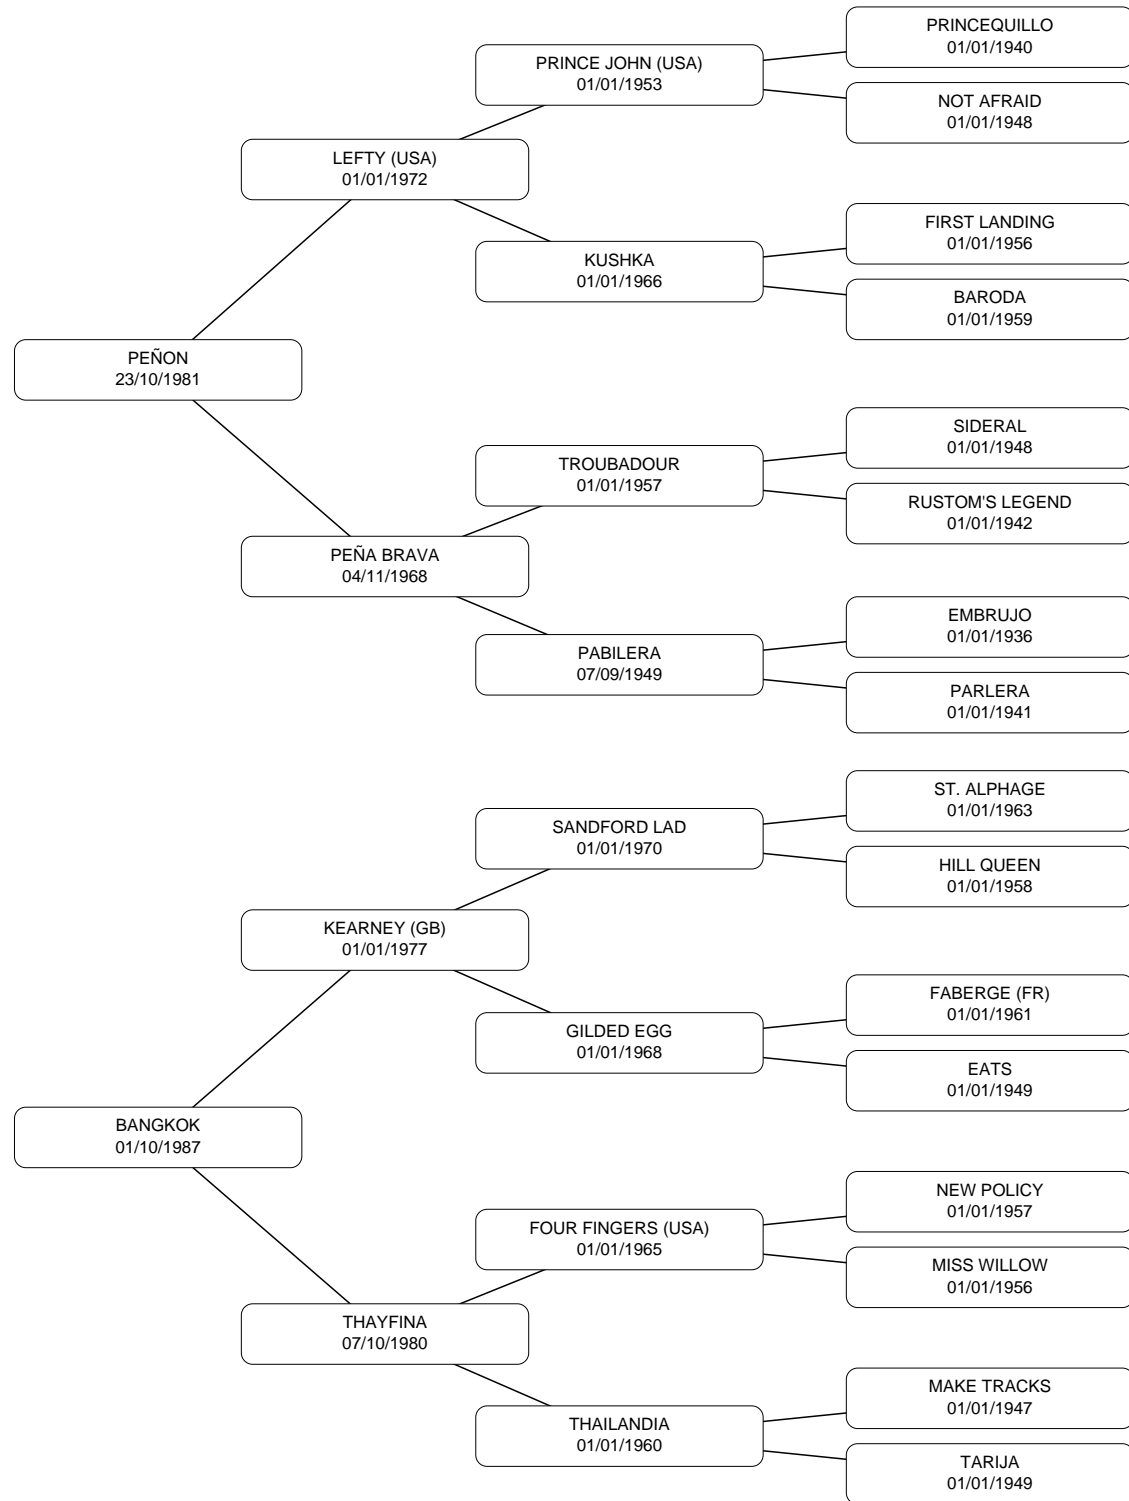 PRINCEQUILLO
01/01/1940
PRINCE JOHN (USA)
01/01/1953
NOT AFRAID
01/01/1948
LEFTY (USA)
01/01/1972
FIRST LANDING
01/01/1956
KUSHKA
01/01/1966
BARODA
01/01/1959
PEÑON
23/10/1981
SIDERAL
01/01/1948
TROUBADOUR
01/01/1957
RUSTOM'S LEGEND
01/01/1942
PEÑA BRAVA
04/11/1968
EMBRUJO
01/01/1936
PABILERA
07/09/1949
PARLERA
01/01/1941
ST. ALPHAGE
01/01/1963
SANDFORD LAD
01/01/1970
HILL QUEEN
01/01/1958
KEARNEY (GB)
01/01/1977
FABERGE (FR)
01/01/1961
GILDED EGG
01/01/1968
EATS
01/01/1949
BANGKOK
01/10/1987
NEW POLICY
01/01/1957
FOUR FINGERS (USA)
01/01/1965
MISS WILLOW
01/01/1956
THAYFINA
07/10/1980
MAKE TRACKS
01/01/1947
THAILANDIA
01/01/1960
TARIJA
01/01/1949